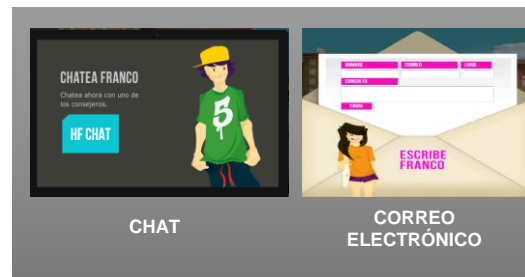 CHATEA FRANCO
Chatea ahora con uno de
los consejeros.
HF CHAT
5
CHAT
NOMBRE CORREO EDAD
CONSULTA
ENVIA
ESCRIBE
FRANCO
CORREO
ELECTRÓNICO